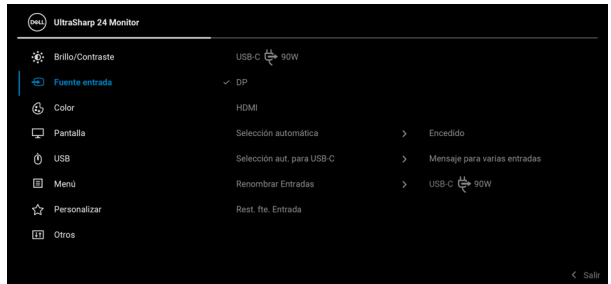 DELL UltraSharp 24 Monitor
Brillo/Contraste USB-C 90W
Fuente entrada ✓ DP
Color HDMI
Pantalla Selección automática > Encedido
USB Selección aut. para USB-C > Mensaje para varias entradas
Menú Renombrar Entradas > USB-C 90W
Personalizar Rest. fte. Entrada
Otros
< Salir